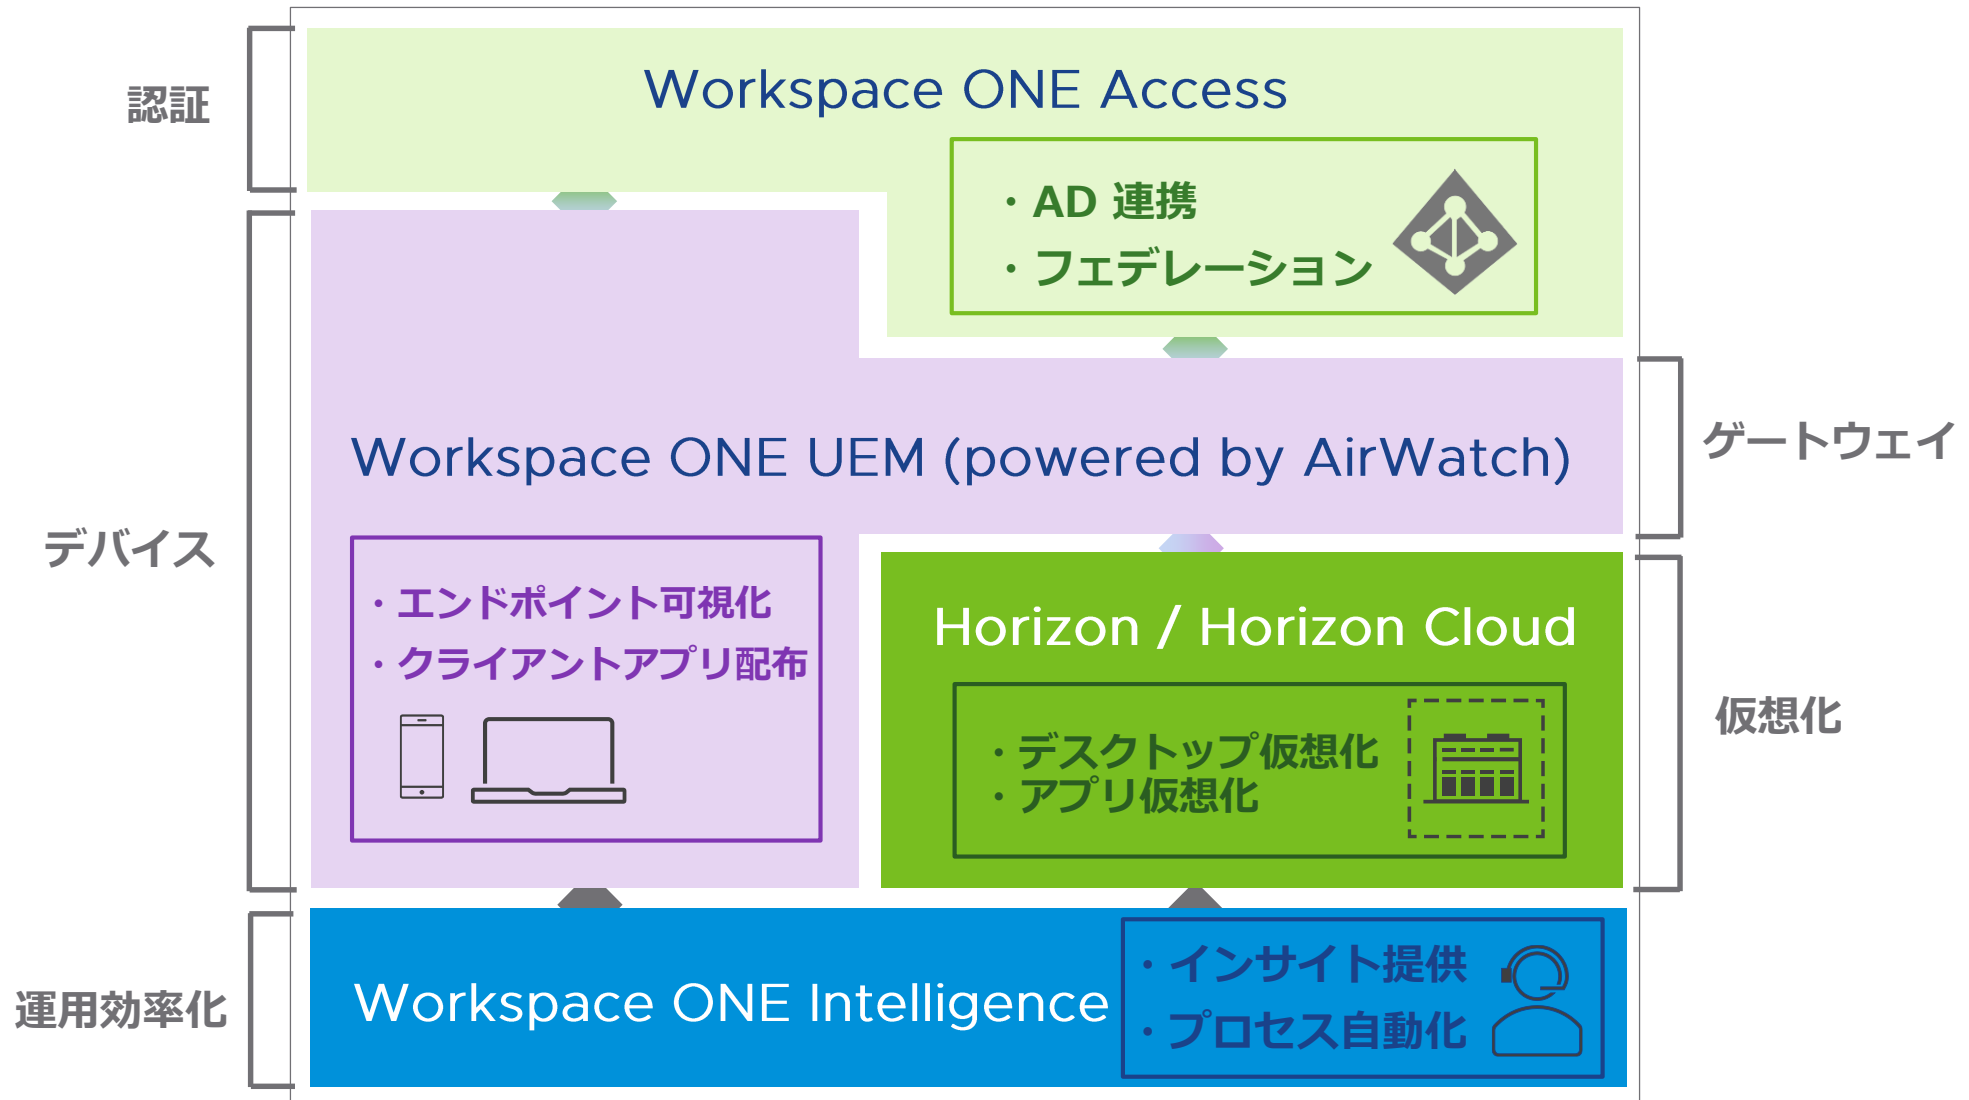 認証
Workspace ONE Access
・AD 連携
・フェデレーション
デバイス
Workspace ONE UEM (powered by AirWatch)
ゲートウェイ
・エンドポイント可視化
・クライアントアプリ配布
Horizon / Horizon Cloud
・デスクトップ仮想化
・アプリ仮想化
仮想化
運用効率化
Workspace ONE Intelligence
・インサイト提供
・プロセス自動化